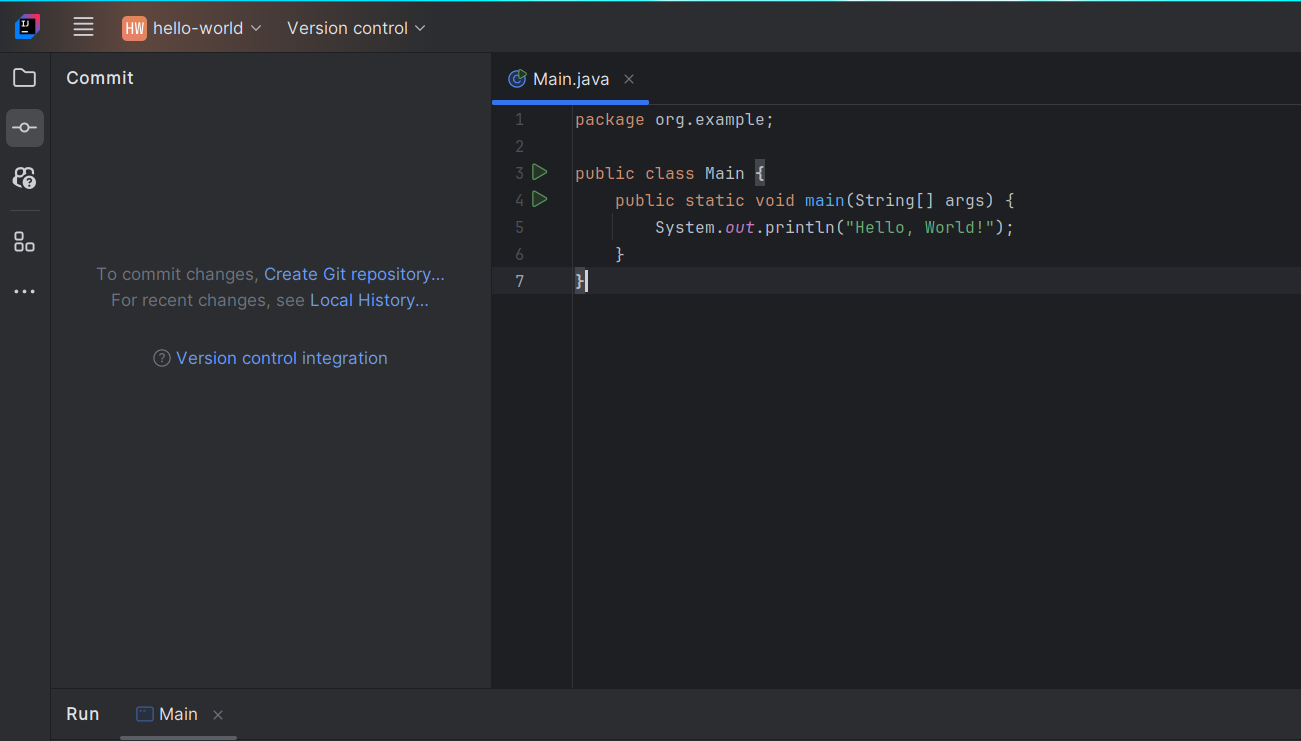 IJ
HW hello-world Version control
Commit
To commit changes, Create Git repository...
For recent changes, see Local History...
? Version control integration
Main.java
1 package org.example;
2
3 public class Main {
4     public static void main(String[] args) {
5         System.out.println("Hello, World!");
6     }
7 }
Run Main